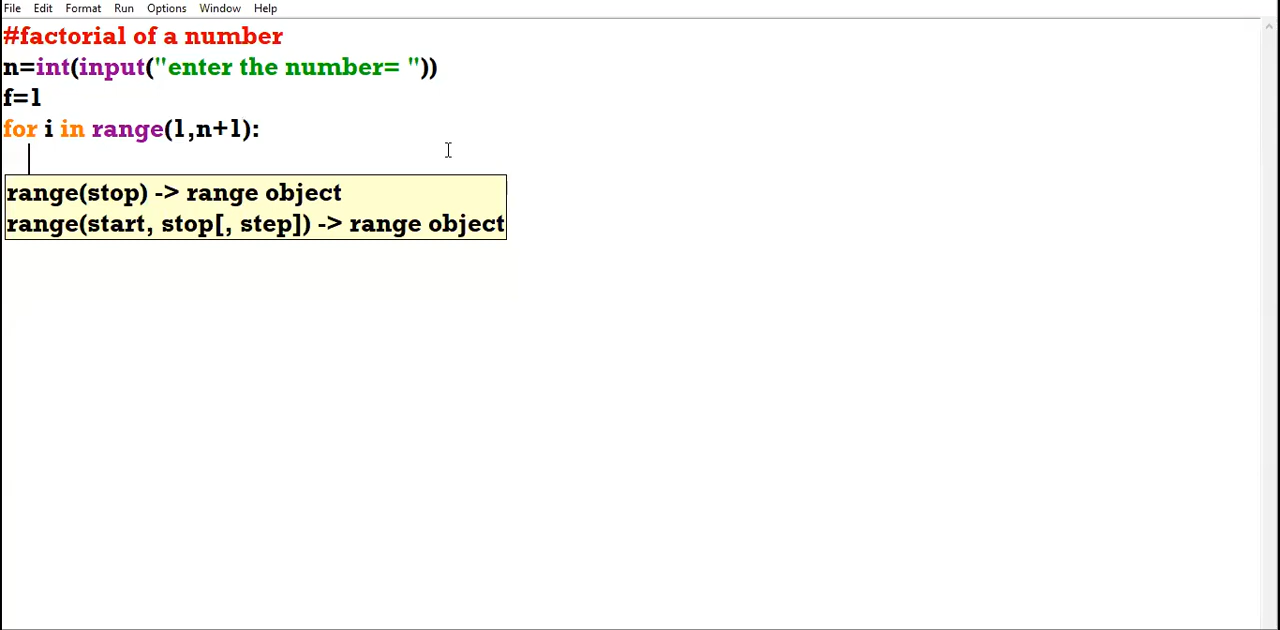 File Edit Format Run Options Window Help
#factorial of a number
n=int(input("enter the number= "))
f=1
for i in range(1,n+1):
range(stop) -> range object
range(start, stop[, step]) -> range object